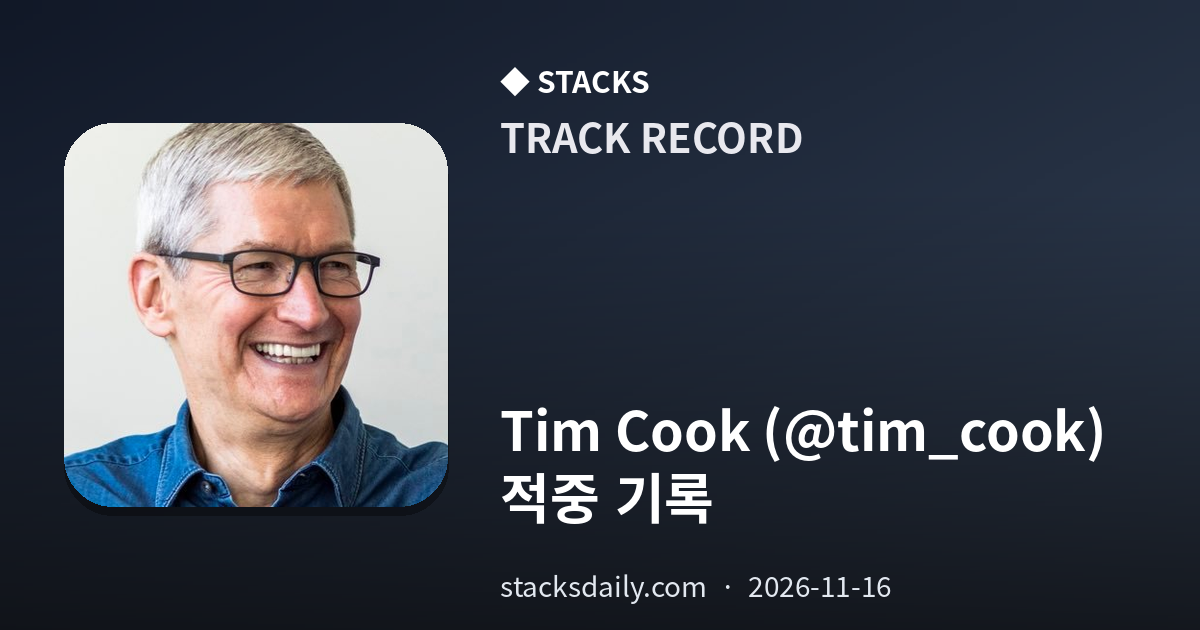 STACKS
TRACK RECORD
Tim Cook (@tim_cook)
적중 기록
stacksdaily.com · 2026-11-16